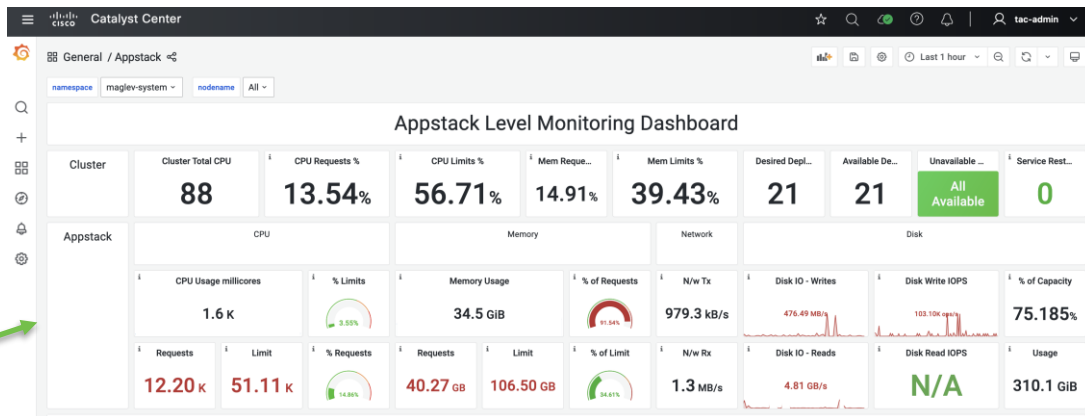 cisco Catalyst Center
tac-admin
General / Appstack
Last 1 hour
namespace maglev-system nodename All
Appstack Level Monitoring Dashboard
Cluster
Cluster Total CPU
88
CPU Requests %
13.54%
CPU Limits %
56.71%
Mem Reque...
14.91%
Mem Limits %
39.43%
Desired Depl...
21
Available De...
21
Unavailable ...
All
Available
Service Rest...
0
Appstack
CPU
Memory
Network
Disk
CPU Usage millicores
1.6 K
% Limits
3.55%
Memory Usage
34.5 GiB
% of Requests
91.54%
N/w Tx
979.3 kB/s
Disk IO - Writes
476.49 MB/s
Disk Write IOPS
103.10K ops/s
% of Capacity
75.185%
Requests
12.20 K
Limit
51.11 K
% Requests
14.86%
Requests
40.27 GB
Limit
106.50 GB
% of Limit
34.61%
N/w Rx
1.3 MB/s
Disk IO - Reads
4.81 GB/s
Disk Read IOPS
N/A
Usage
310.1 GiB